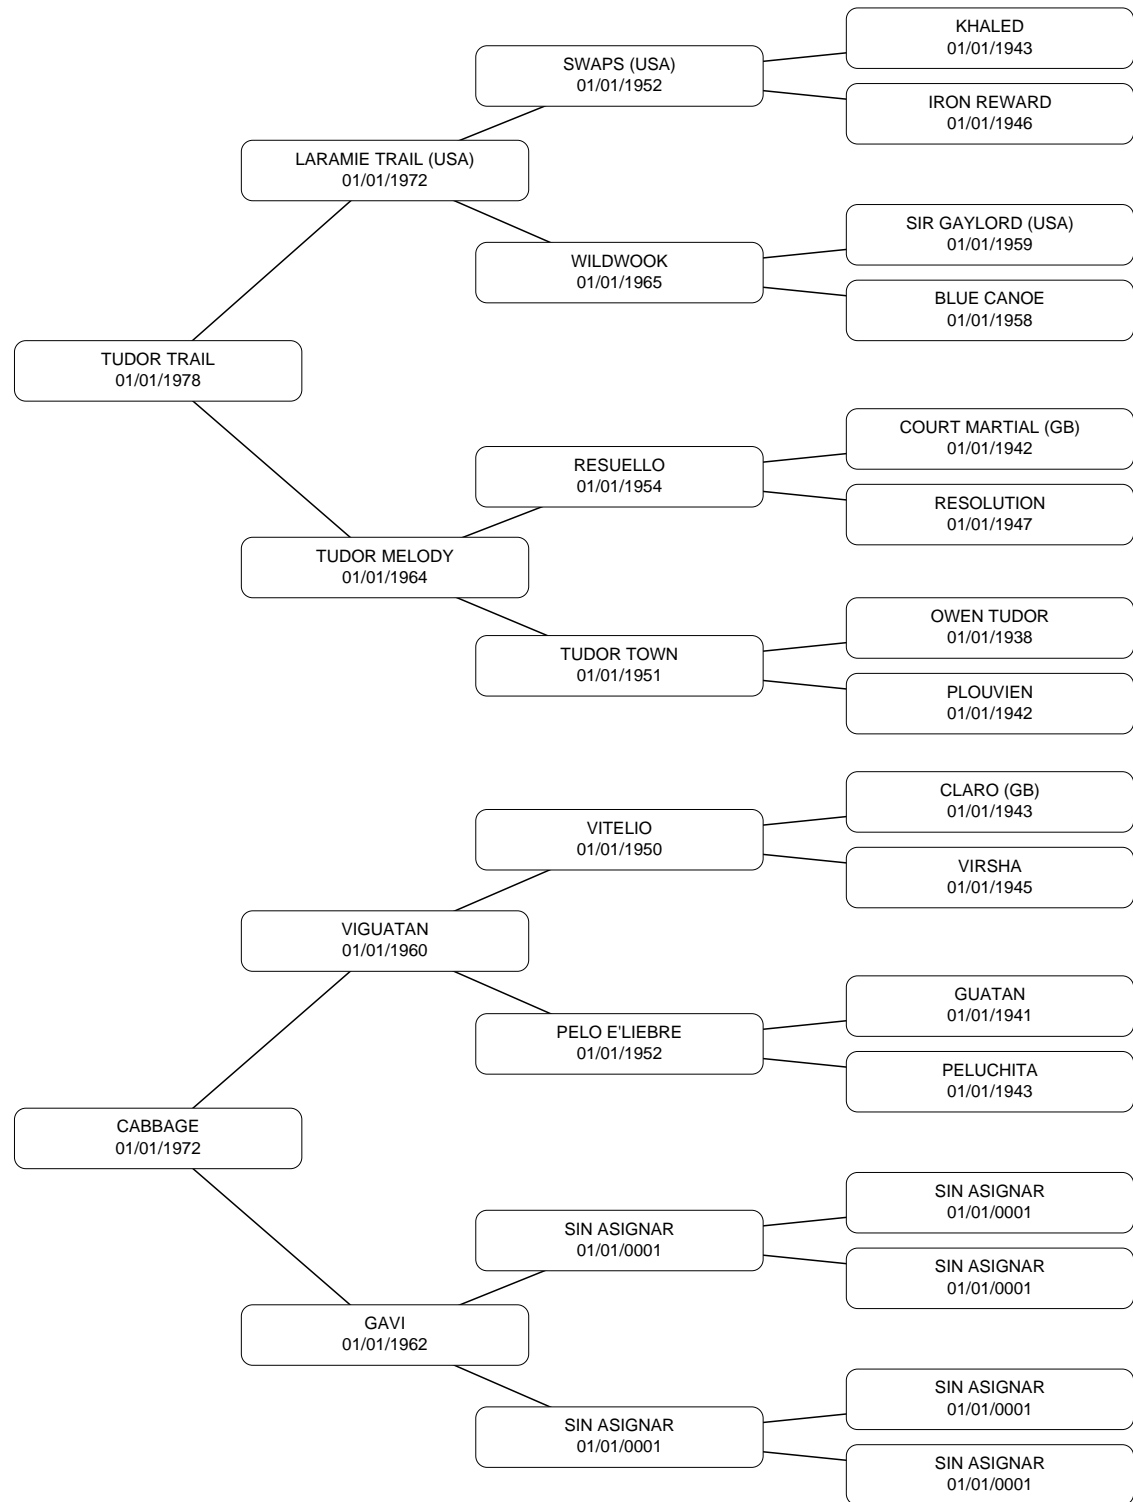 KHALED
01/01/1943
SWAPS (USA)
01/01/1952
IRON REWARD
01/01/1946
LARAMIE TRAIL (USA)
01/01/1972
SIR GAYLORD (USA)
01/01/1959
WILDWOOK
01/01/1965
BLUE CANOE
01/01/1958
TUDOR TRAIL
01/01/1978
COURT MARTIAL (GB)
01/01/1942
RESUELLO
01/01/1954
RESOLUTION
01/01/1947
TUDOR MELODY
01/01/1964
OWEN TUDOR
01/01/1938
TUDOR TOWN
01/01/1951
PLOUVIEN
01/01/1942
CLARO (GB)
01/01/1943
VITELIO
01/01/1950
VIRSHA
01/01/1945
VIGUATAN
01/01/1960
GUATAN
01/01/1941
PELO E'LIEBRE
01/01/1952
PELUCHITA
01/01/1943
CABBAGE
01/01/1972
SIN ASIGNAR
01/01/0001
SIN ASIGNAR
01/01/0001
SIN ASIGNAR
01/01/0001
GAVI
01/01/1962
SIN ASIGNAR
01/01/0001
SIN ASIGNAR
01/01/0001
SIN ASIGNAR
01/01/0001